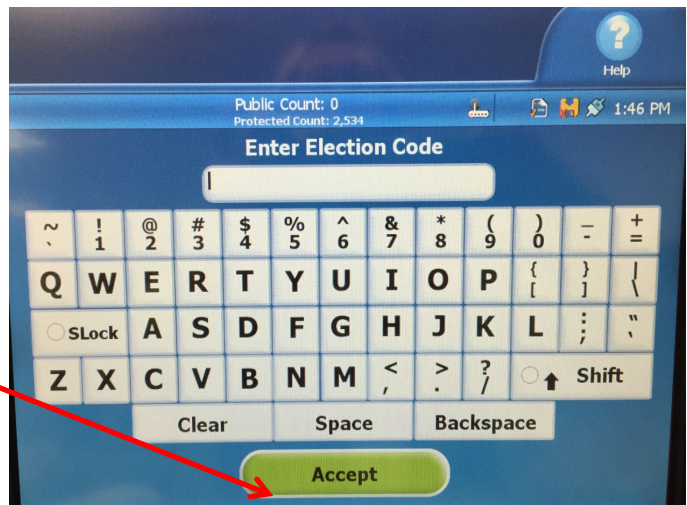 ?
Help
Public Count: 0
Protected Count: 2,534
1:46 PM
Enter Election Code
~ ! @ # $ % ^ & * ( ) _ +
` 1 2 3 4 5 6 7 8 9 0 - =
Q W E R T Y U I O P { } |
[ ] \
SLock A S D F G H J K L : "
; '
Z X C V B N M < > ? Shift
, . /
Clear Space Backspace
Accept